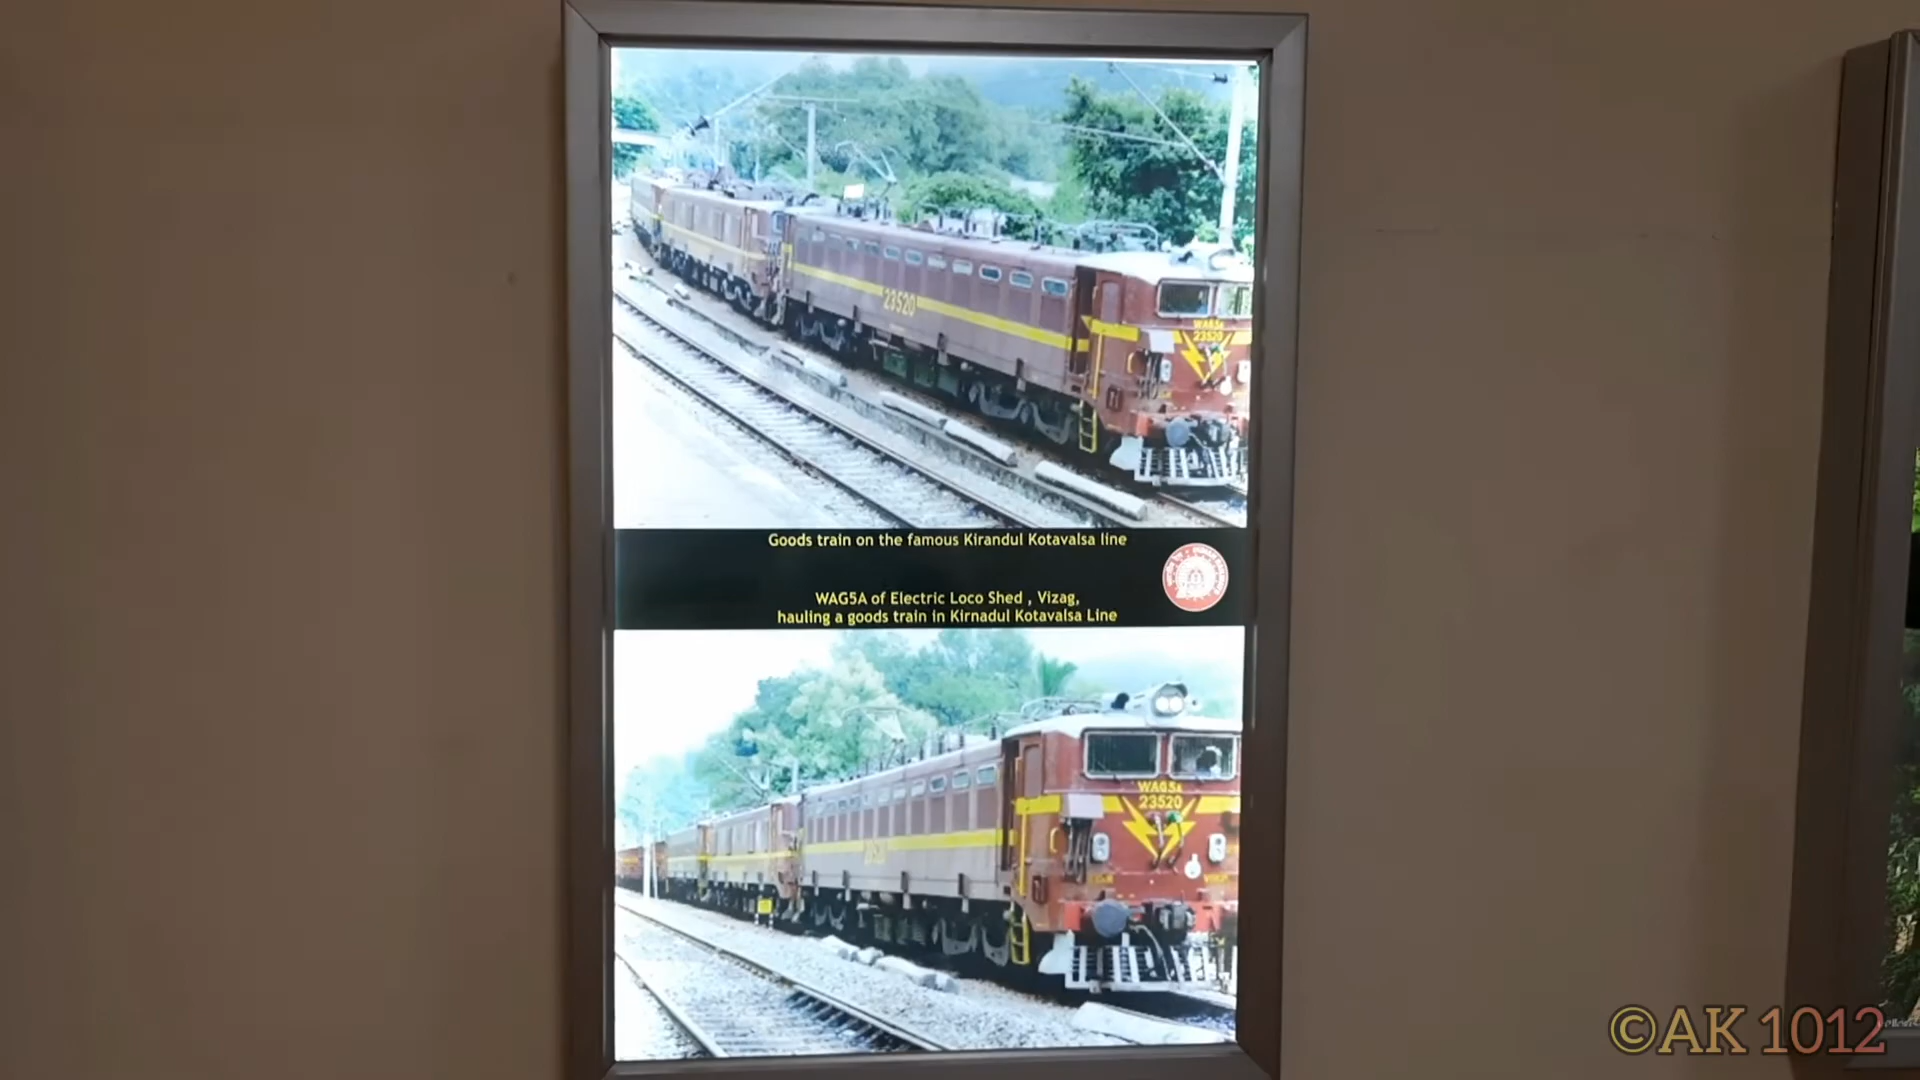 23520
WAG5A
23520
Goods train on the famous Kirandul Kotavalsa line
WAG5A of Electric Loco Shed , Vizag,
hauling a goods train in Kirnadul Kotavalsa Line
WAG5A
23520
23520
©AK 1012